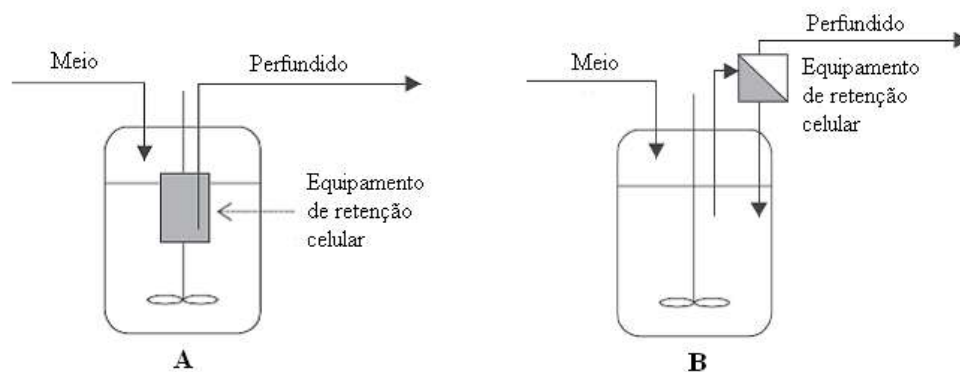 Meio
Perfundido
Equipamento
de retenção
celular
A
Meio
Perfundido
Equipamento
de retenção
celular
B